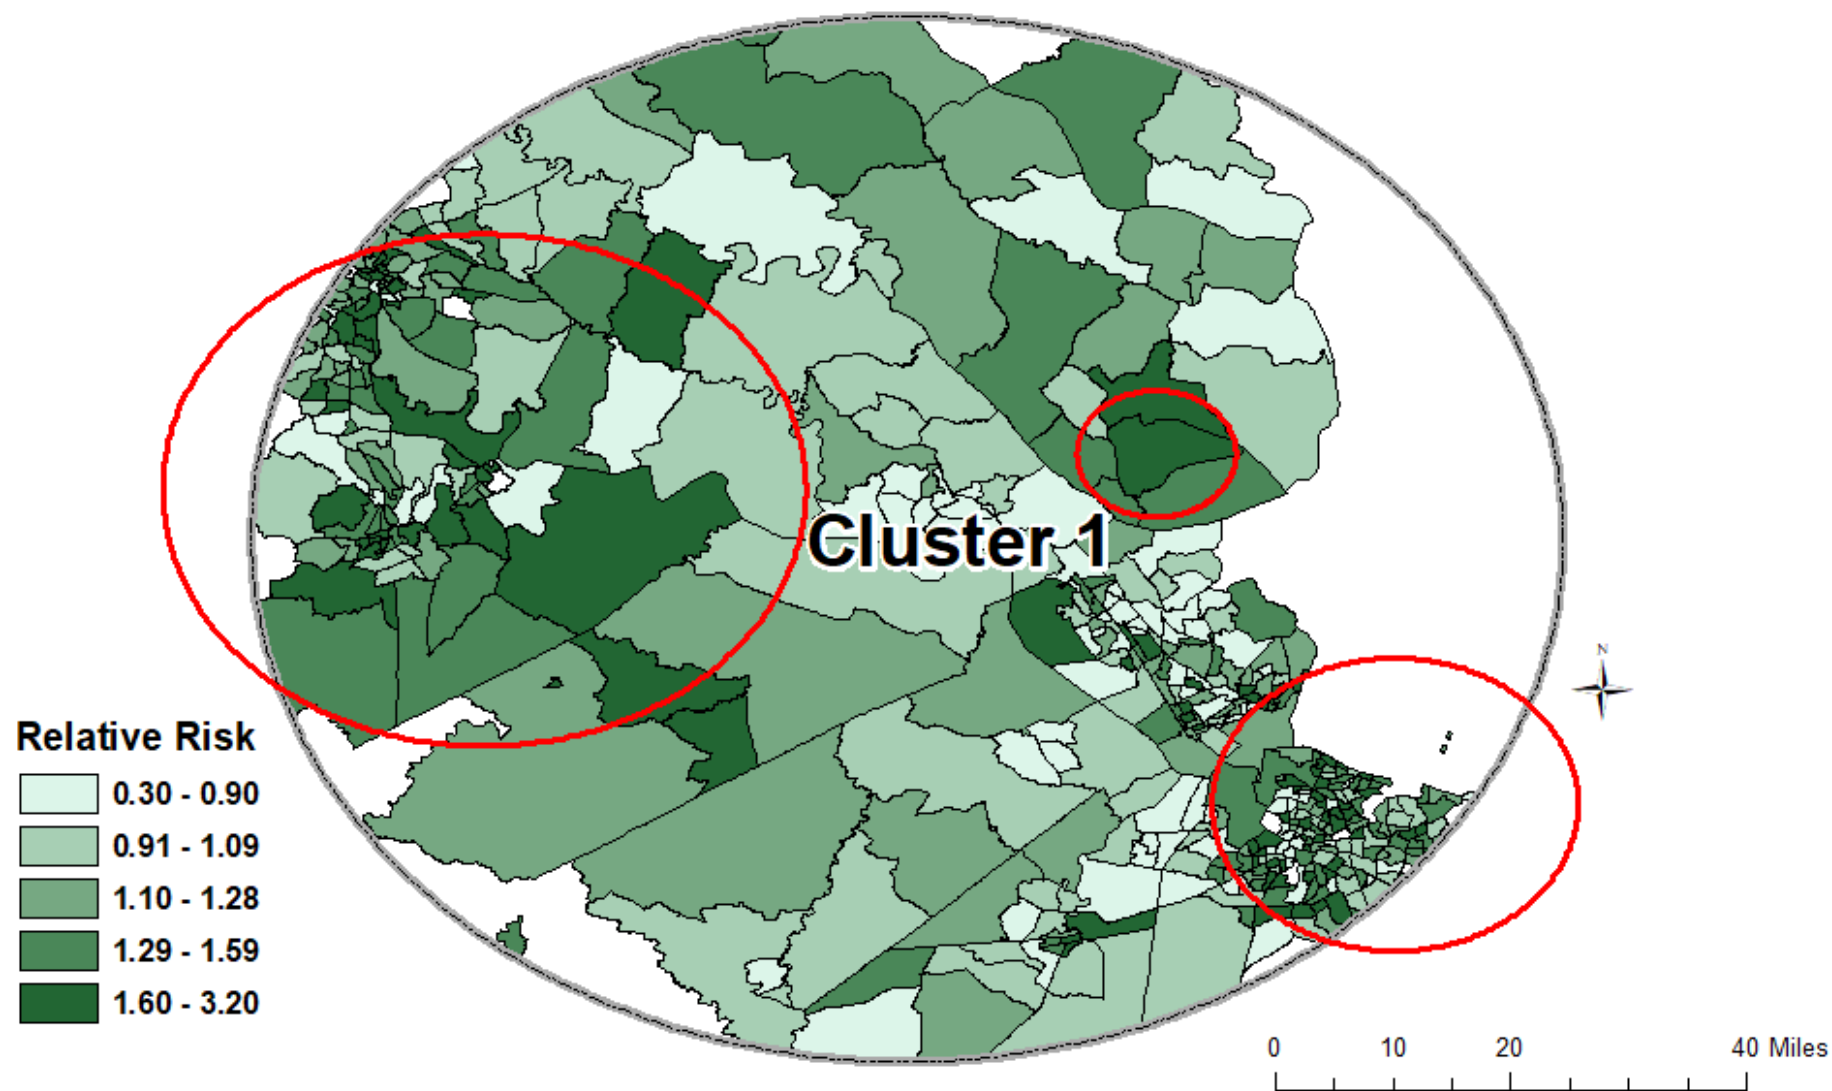 Cluster 1
N
Relative Risk
0.30 - 0.90
0.91 - 1.09
1.10 - 1.28
1.29 - 1.59
1.60 - 3.20
0 10 20 40 Miles